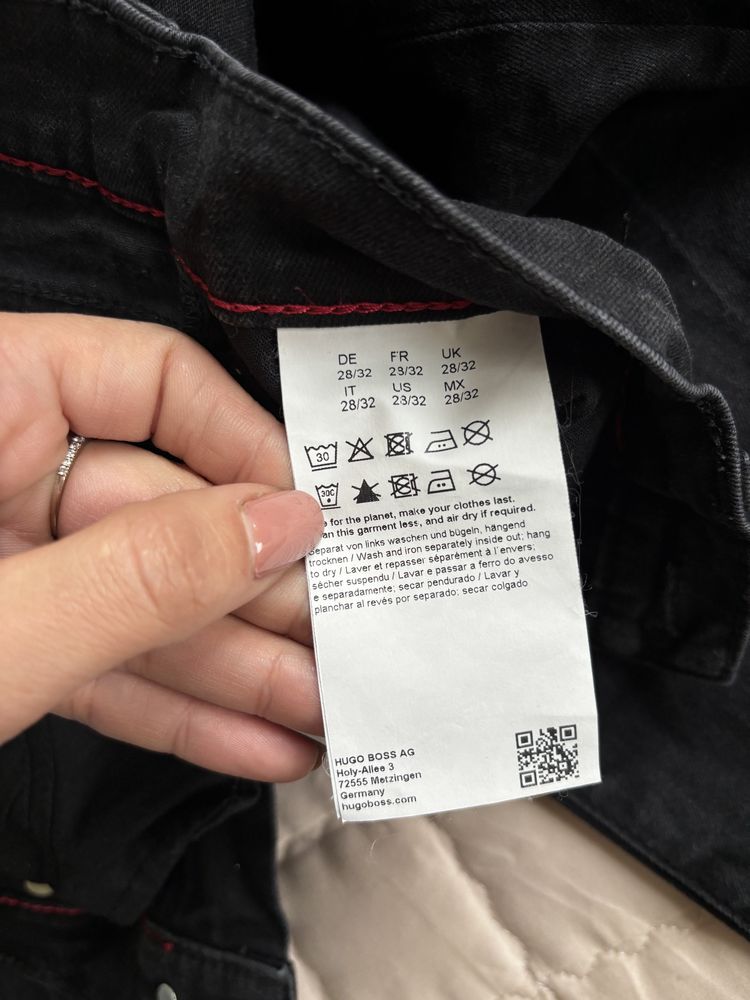 DE FR UK
28/32 23/32 28/32
IT US MX
28/32 23/32 28/32
30
30C
for the planet, make your clothes last.
this garment less, and air dry if required.
Separat von links waschen und bügeln, hängend
trocknen / Wash and iron separately inside out; hang
to dry / Laver et repasser séparément à l'envers;
sécher suspendu / Lavar e passar a ferro do avesso
e separadamente; secar pendurado / Lavar y
planchar al revés por separado; secar colgado
HUGO BOSS AG
Holy-Allee 3
72555 Metzingen
Germany
hugoboss.com